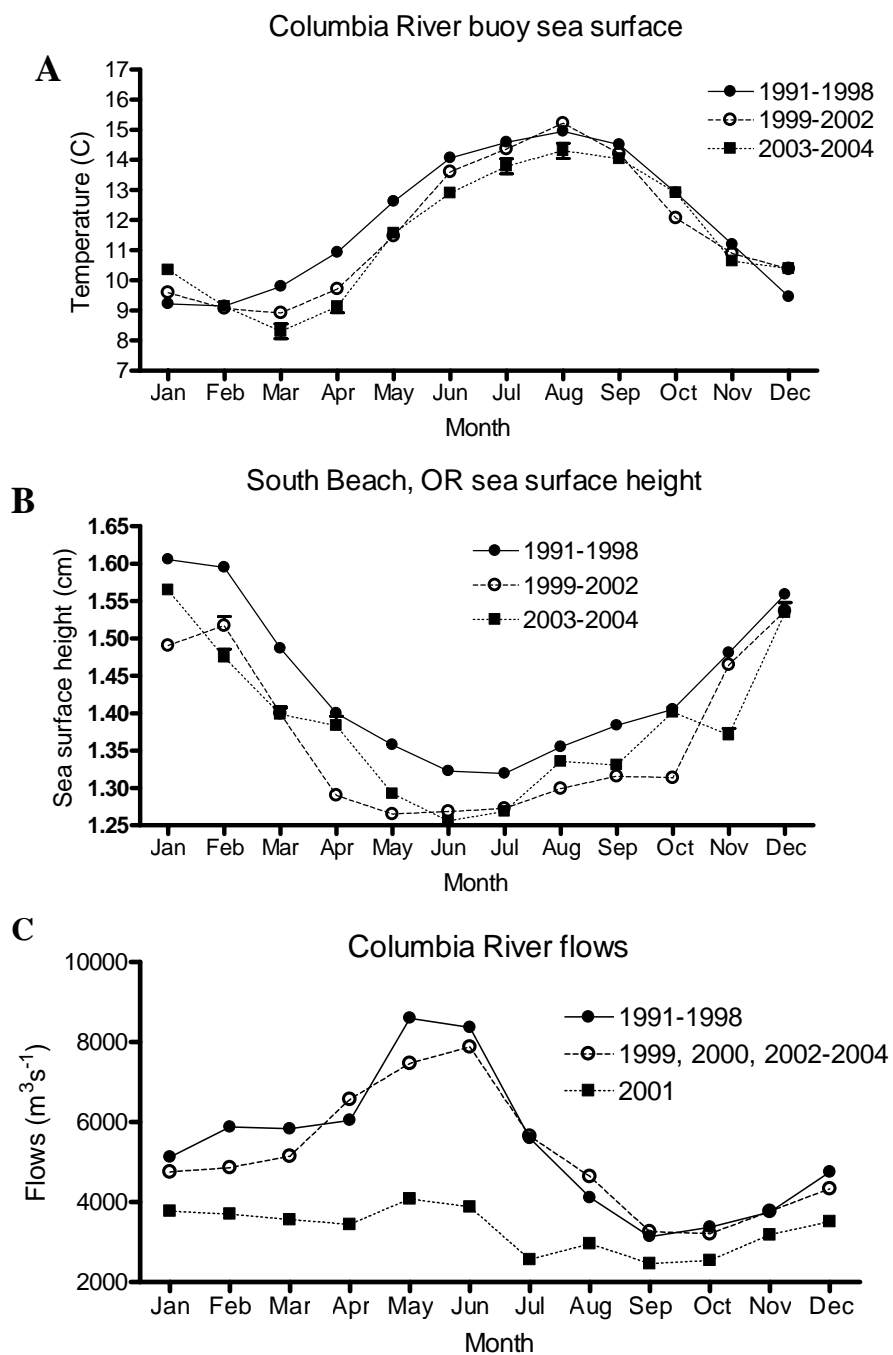 Columbia River buoy sea surface
A
17
16
15
14
13
12
11
10
9
8
7
Temperature (C)
1991-1998
1999-2002
2003-2004
Jan Feb Mar Apr May Jun Jul Aug Sep Oct Nov Dec
Month
South Beach, OR sea surface height
B
1.65
1.60
1.55
1.50
1.45
1.40
1.35
1.30
1.25
Sea surface height (cm)
1991-1998
1999-2002
2003-2004
Jan Feb Mar Apr May Jun Jul Aug Sep Oct Nov Dec
Month
C
Columbia River flows
10000
8000
6000
4000
2000
Flows (m³s⁻¹)
1991-1998
1999, 2000, 2002-2004
2001
Jan Feb Mar Apr May Jun Jul Aug Sep Oct Nov Dec
Month